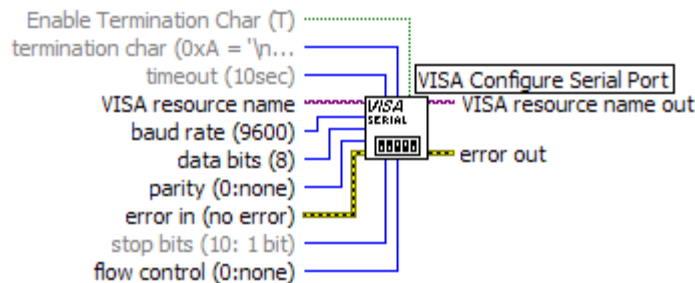 Enable Termination Char (T)
termination char (0xA = '\n...
timeout (10sec)
VISA Configure Serial Port
VISA resource name
VISA SERIAL
VISA resource name out
baud rate (9600)
data bits (8)
error out
parity (0:none)
error in (no error)
stop bits (10: 1 bit)
flow control (0:none)